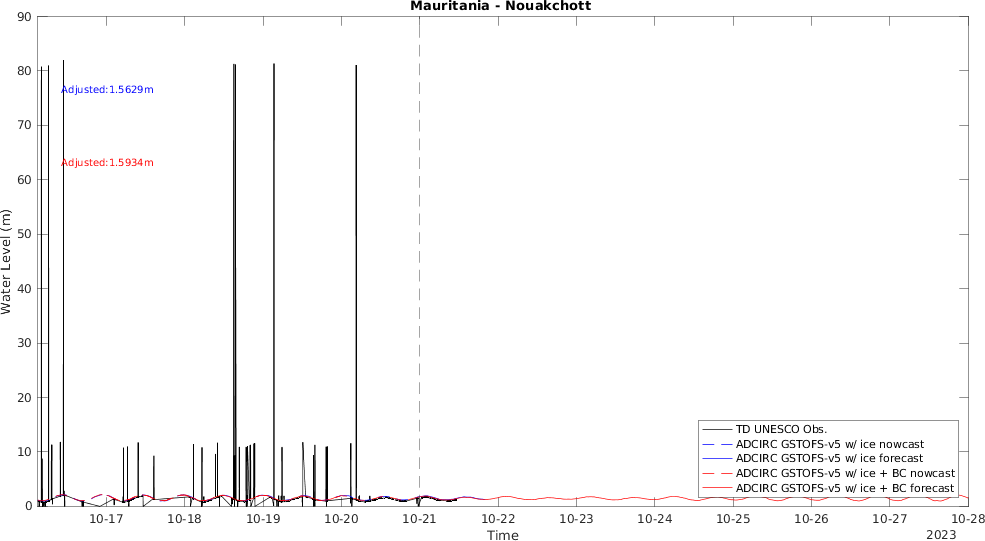 Mauritania - Nouakchott
90
80
70
60
50
40
30
20
10
0
Water Level (m)
Adjusted:1.5629m
Adjusted:1.5934m
TD UNESCO Obs.
ADCIRC GSTOFS-v5 w/ ice nowcast
ADCIRC GSTOFS-v5 w/ ice forecast
ADCIRC GSTOFS-v5 w/ ice + BC nowcast
ADCIRC GSTOFS-v5 w/ ice + BC forecast
10-17 10-18 10-19 10-20 10-21 10-22 10-23 10-24 10-25 10-26 10-27 10-28
Time
2023